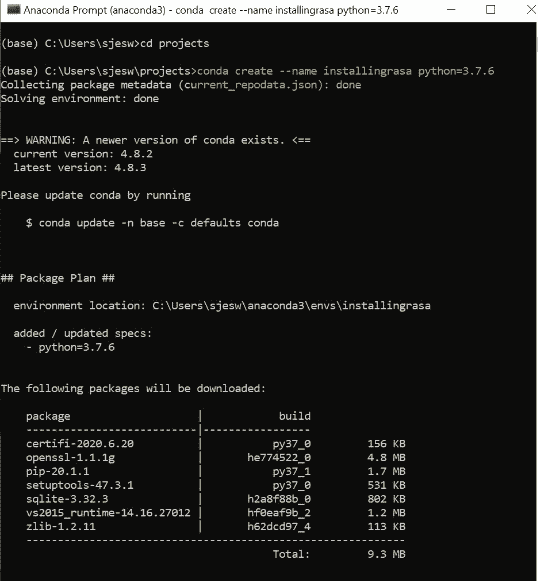 Anaconda Prompt (anaconda3) - conda  create --name installingrasa python=3.7.6
(base) C:\Users\sjesw>cd projects
(base) C:\Users\sjesw\projects>conda create --name installingrasa python=3.7.6
Collecting package metadata (current_repodata.json): done
Solving environment: done
==> WARNING: A newer version of conda exists. <==
  current version: 4.8.2
  latest version: 4.8.3
Please update conda by running
    $ conda update -n base -c defaults conda
## Package Plan ##
  environment location: C:\Users\sjesw\anaconda3\envs\installingrasa
  added / updated specs:
    - python=3.7.6
The following packages will be downloaded:
    package                    |            build
    ---------------------------|-----------------
    certifi-2020.6.20          |           py37_0         156 KB
    openssl-1.1.1g             |       he774522_0         4.8 MB
    pip-20.1.1                 |           py37_1         1.7 MB
    setuptools-47.3.1          |           py37_0         531 KB
    sqlite-3.32.3              |       h2a8f88b_0         802 KB
    vs2015_runtime-14.16.27012 |       hf0eaf9b_2         1.2 MB
    zlib-1.2.11                |       h62dcd97_4         113 KB
    ------------------------------------------------------------
                                           Total:         9.3 MB